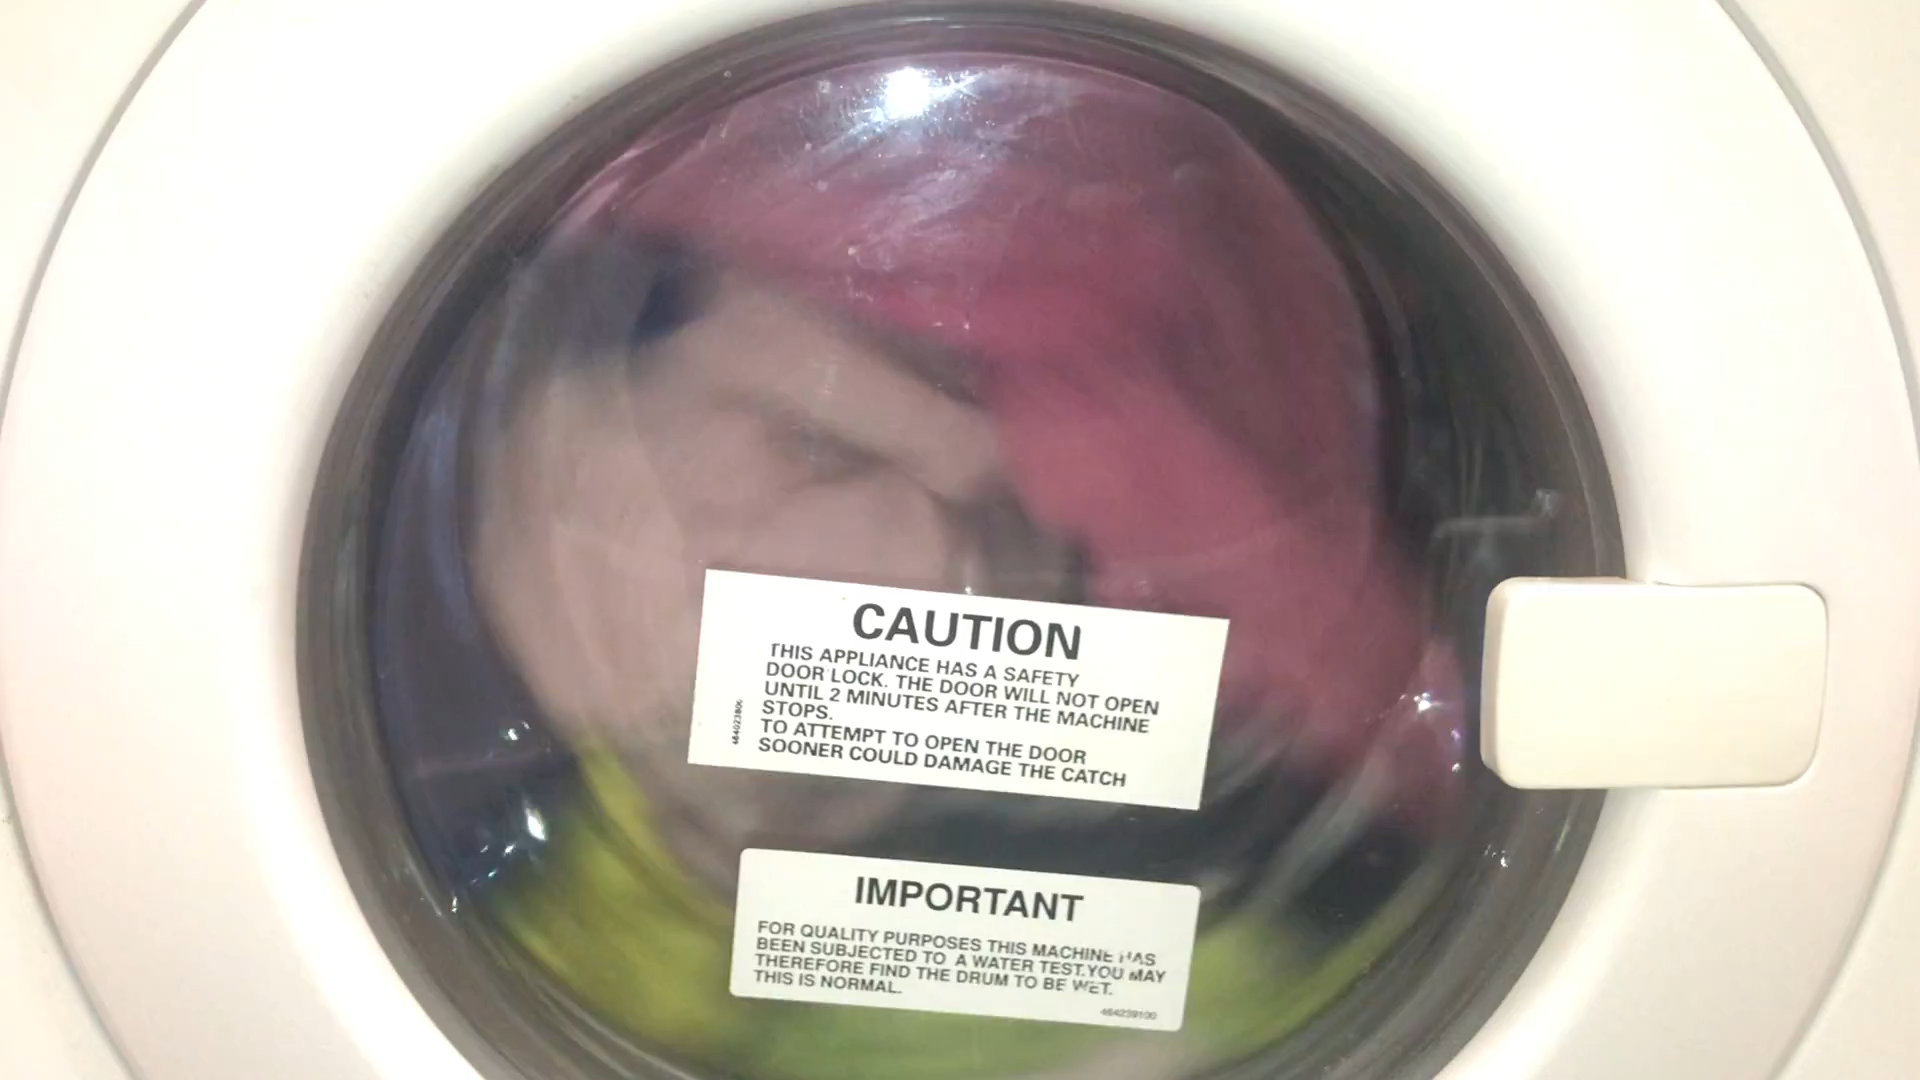 CAUTION
THIS APPLIANCE HAS A SAFETY
DOOR LOCK. THE DOOR WILL NOT OPEN
UNTIL 2 MINUTES AFTER THE MACHINE
STOPS.
TO ATTEMPT TO OPEN THE DOOR
SOONER COULD DAMAGE THE CATCH
IMPORTANT
FOR QUALITY PURPOSES THIS MACHINE HAS
BEEN SUBJECTED TO A WATER TEST.YOU MAY
THEREFORE FIND THE DRUM TO BE WET.
THIS IS NORMAL.
464239100